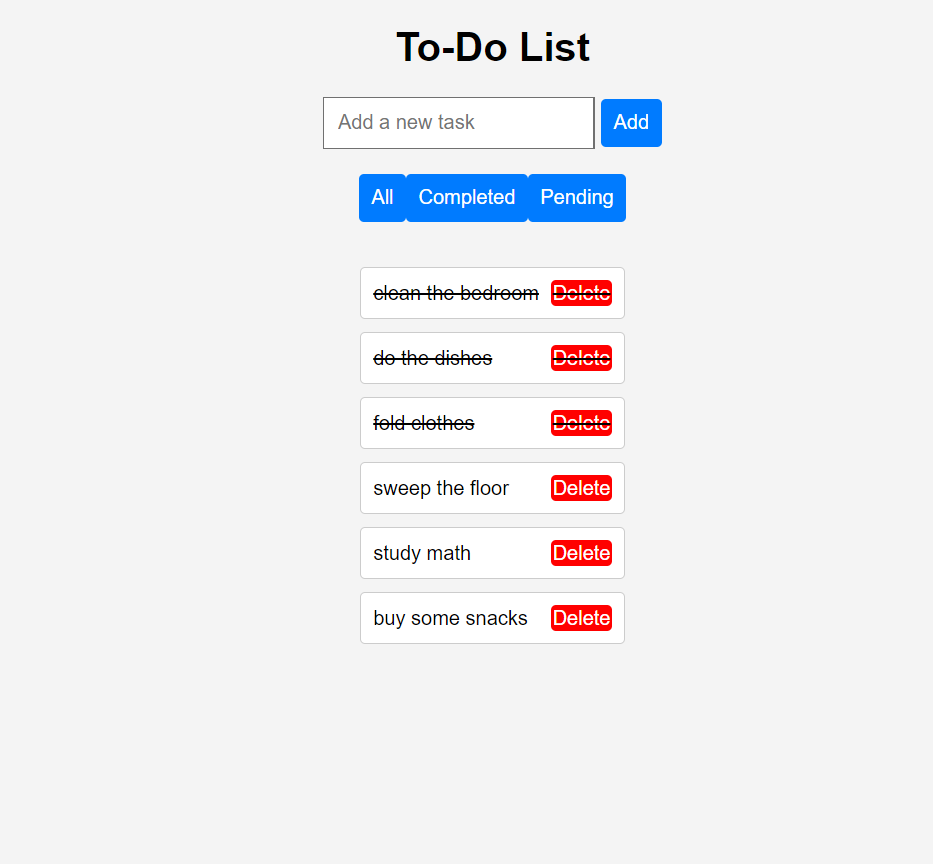 To-Do List
Add a new task Add
All Completed Pending
clean the bedroom Delete
do the dishes Delete
fold clothes Delete
sweep the floor Delete
study math Delete
buy some snacks Delete